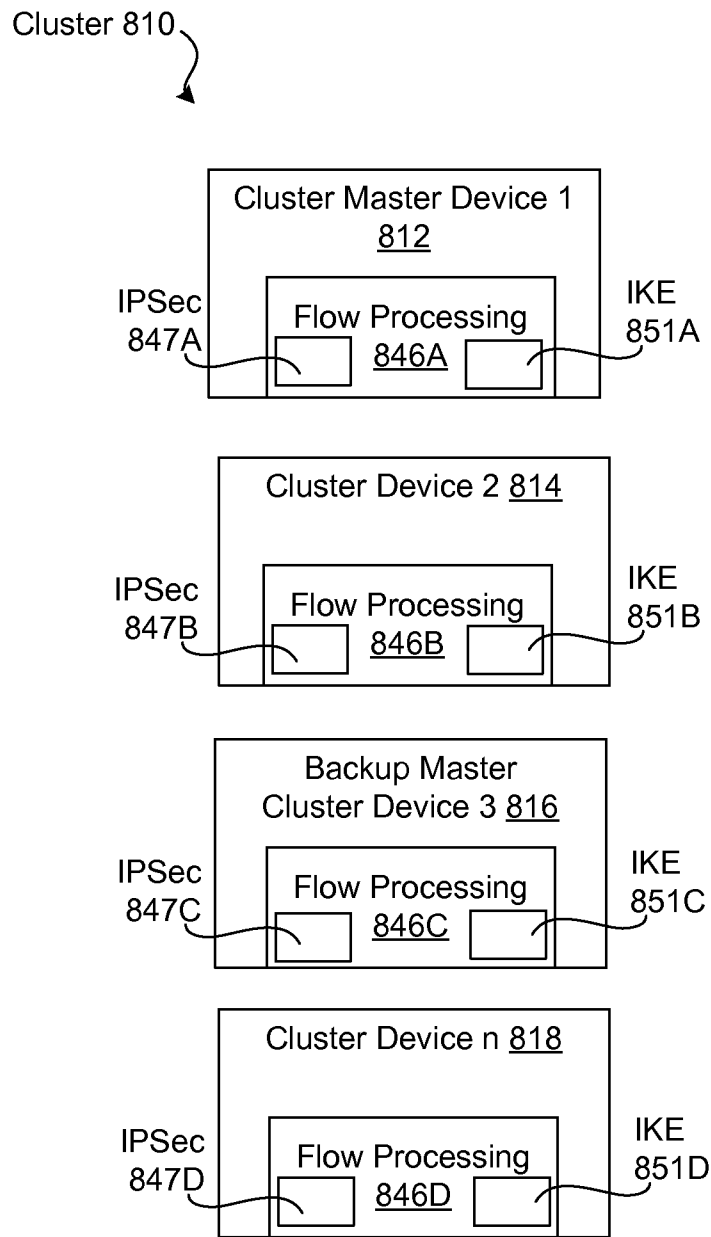 Cluster 810
Cluster Master Device 1
812
IPSec
847A
Flow Processing
846A
IKE
851A
Cluster Device 2 814
IPSec
847B
Flow Processing
846B
IKE
851B
Backup Master
Cluster Device 3 816
IPSec
847C
Flow Processing
846C
IKE
851C
Cluster Device n 818
IPSec
847D
Flow Processing
846D
IKE
851D